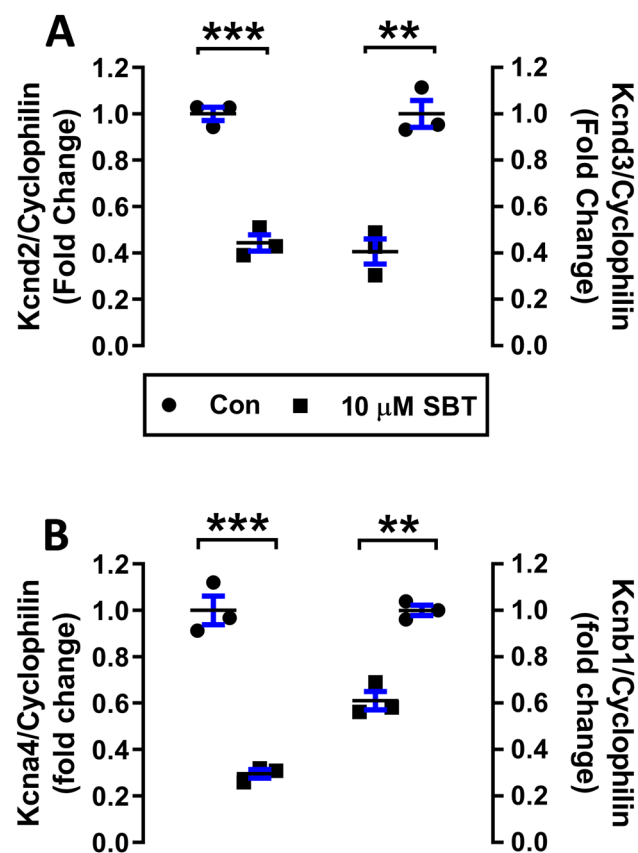 A
*** **
Kcnd2/Cyclophilin
(Fold Change)
1.2 1.2
1.0 1.0
0.8 0.8
0.6 0.6
0.4 0.4
0.2 0.2
0.0 0.0
Kcnd3/Cyclophilin
(Fold Change)
Con 10 μM SBT
B
*** **
Kcna4/Cyclophilin
(fold change)
1.2 1.2
1.0 1.0
0.8 0.8
0.6 0.6
0.4 0.4
0.2 0.2
0.0 0.0
Kcnb1/Cyclophilin
(fold change)